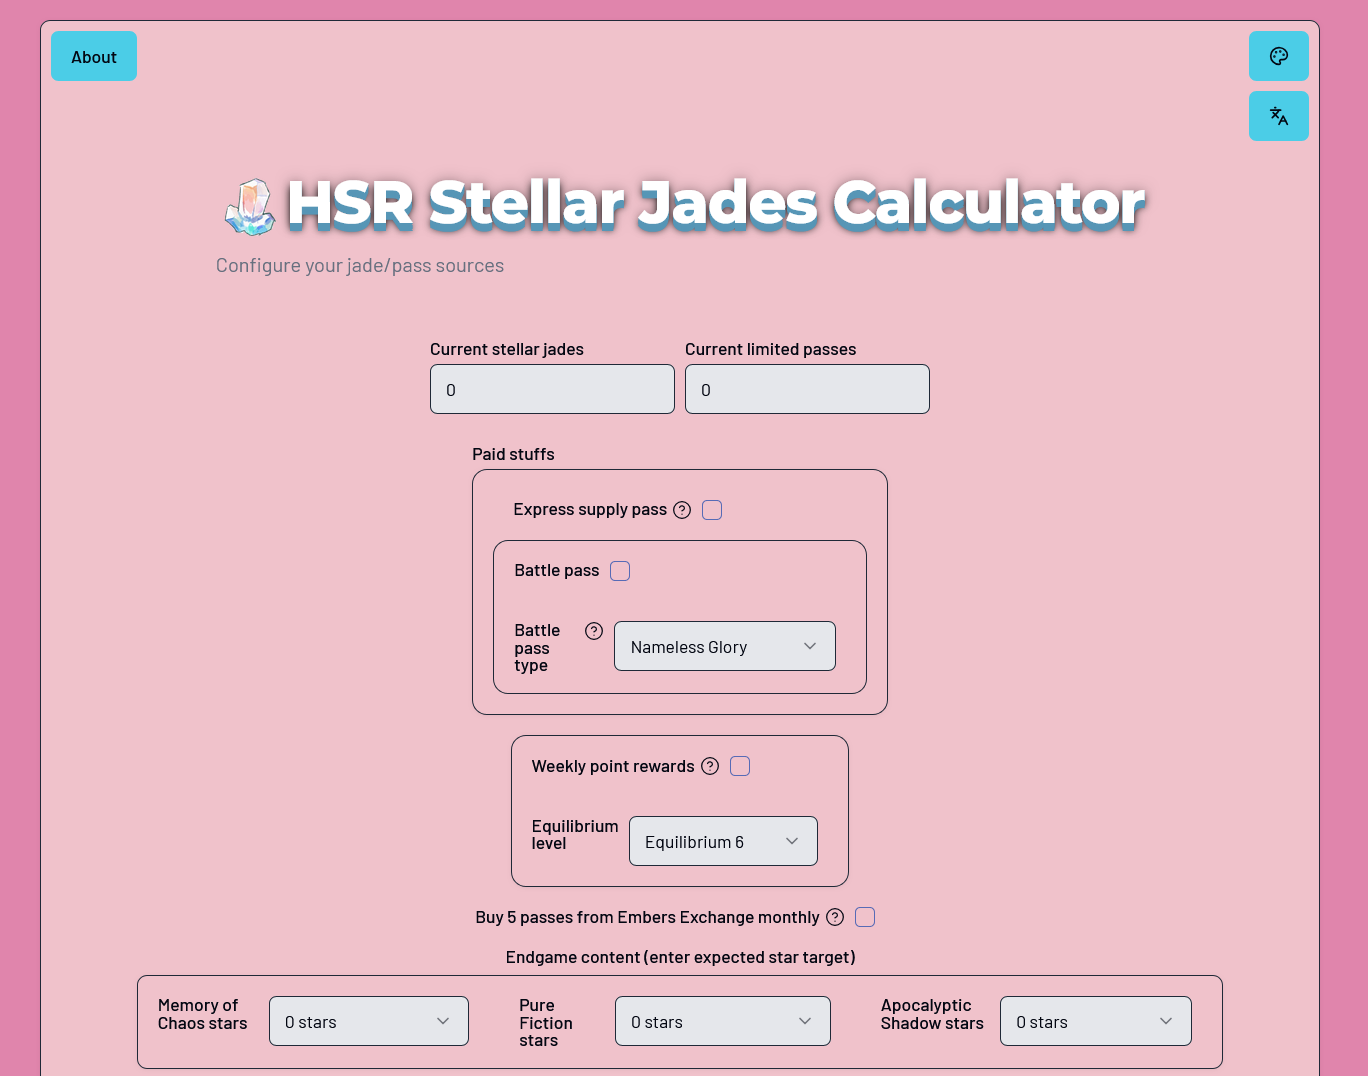 About
HSR Stellar Jades Calculator
Configure your jade/pass sources
Current stellar jades
Current limited passes
0
0
Paid stuffs
Express supply pass
Battle pass
Battle
pass
type
Nameless Glory
Weekly point rewards
Equilibrium
level
Equilibrium 6
Buy 5 passes from Embers Exchange monthly
Endgame content (enter expected star target)
Memory of
Chaos stars
0 stars
Pure
Fiction
stars
0 stars
Apocalyptic
Shadow stars
0 stars